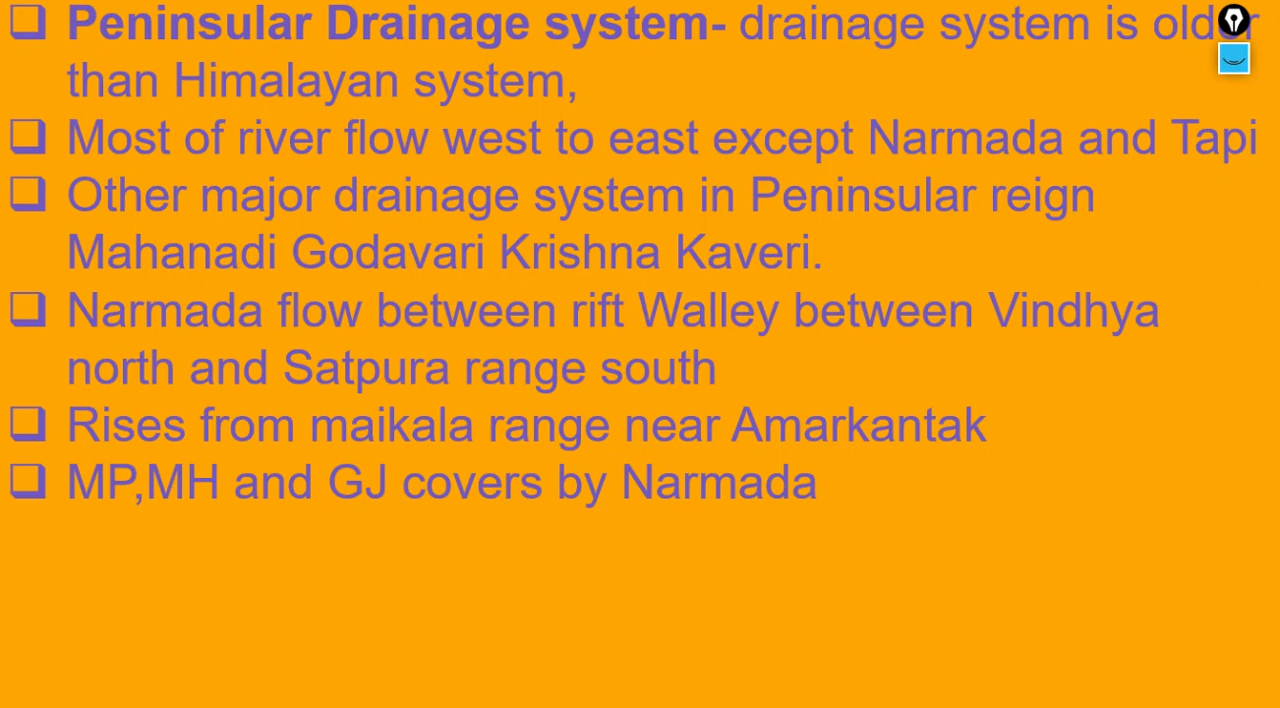 Peninsular Drainage system- drainage system is older
than Himalayan system,
Most of river flow west to east except Narmada and Tapi
Other major drainage system in Peninsular reign
Mahanadi Godavari Krishna Kaveri.
Narmada flow between rift Walley between Vindhya
north and Satpura range south
Rises from maikala range near Amarkantak
MP,MH and GJ covers by Narmada